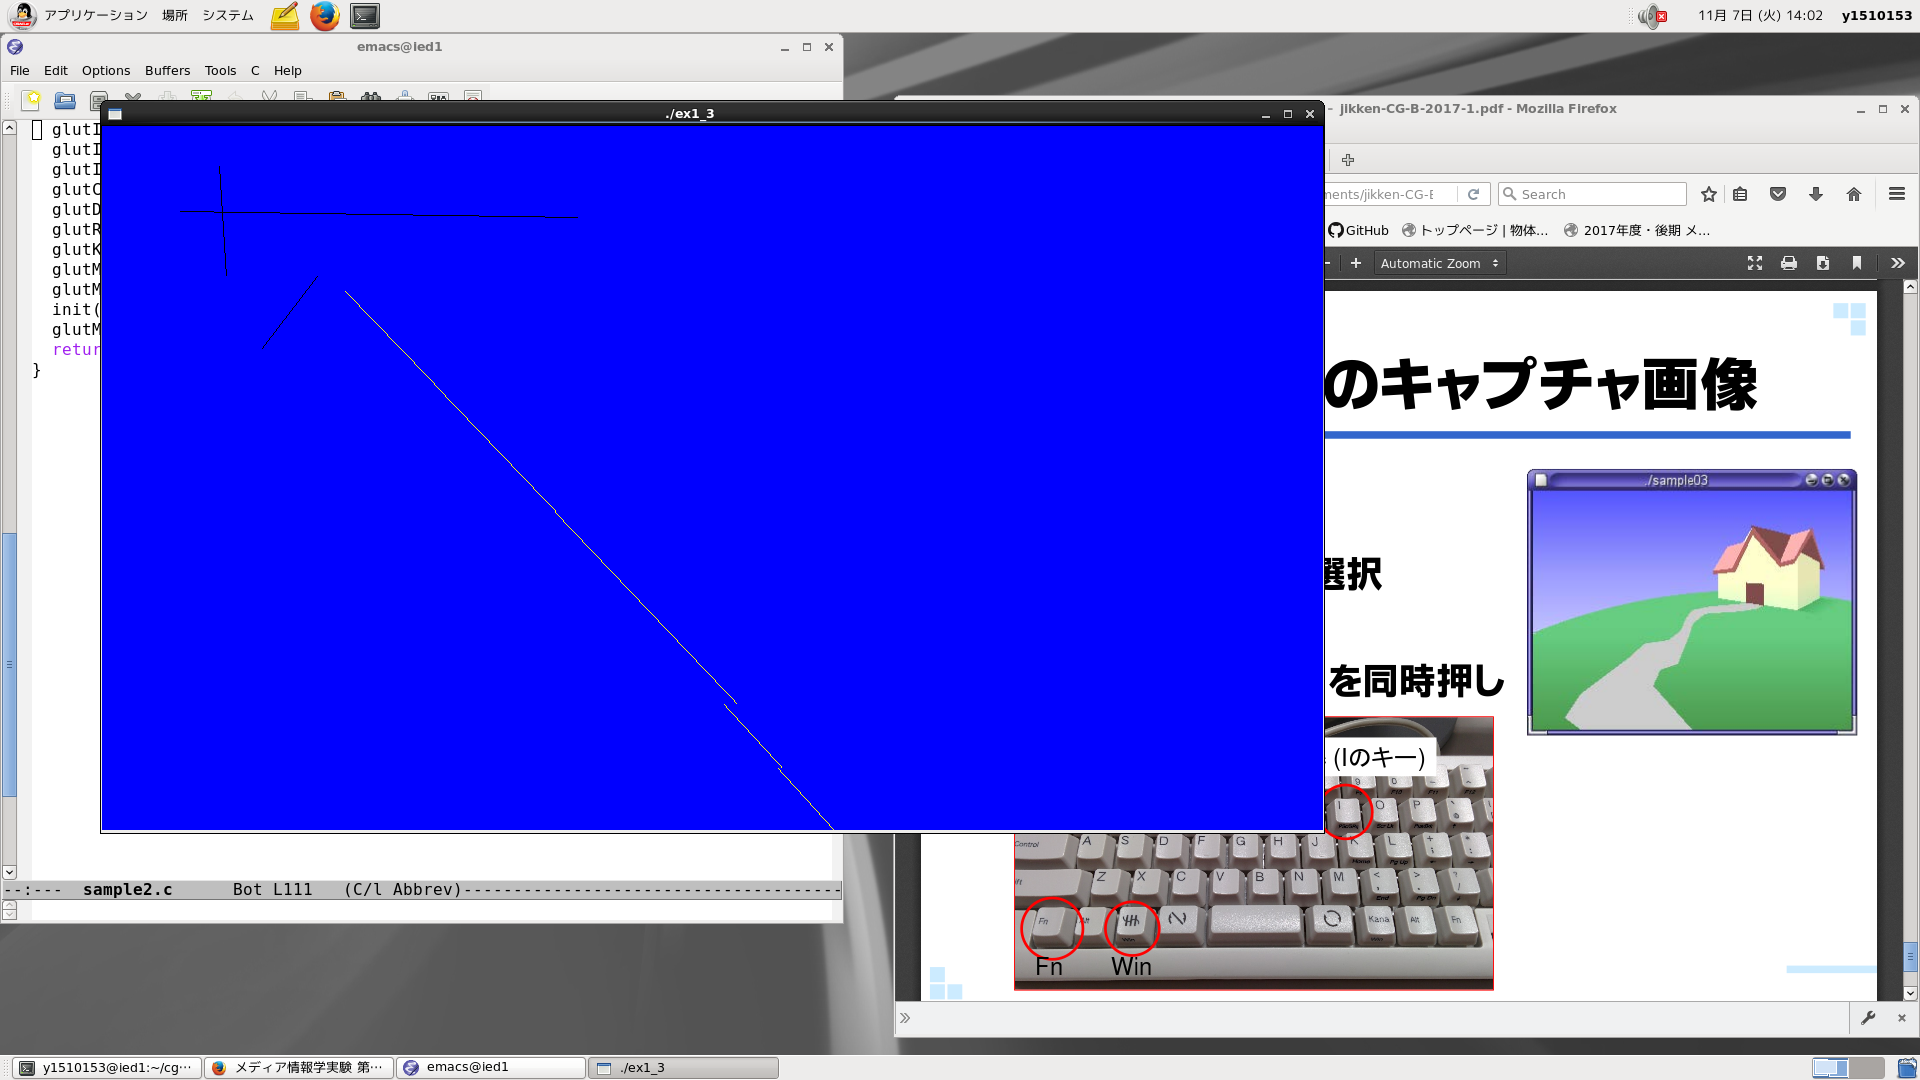 アプリケーション 場所 システム
11月 7日 (火) 14:02 y1510153
emacs@ied1
File Edit Options Buffers Tools C Help
./ex1_3
jikken-CG-B-2017-1.pdf - Mozilla Firefox
nents/jikken-CG-B
Search
GitHub トップページ | 物体... 2017年度・後期 メ...
Automatic Zoom
glutI
glutI
glutI
glutC
glutD
glutR
glutK
glutM
glutM
init(
glutM
retur
}
のキャプチャ画像
./sample03
選択
を同時押し
(Iのキー)
I O P
Control A S D F G H J K L
Z X C V B N M
Fn Alt Kana Alt Fn
Fn Win
--:--- sample2.c Bot L111 (C/l Abbrev)---------------------------------------
y1510153@ied1:~/cg... メディア情報学実験 第... emacs@ied1 ./ex1_3